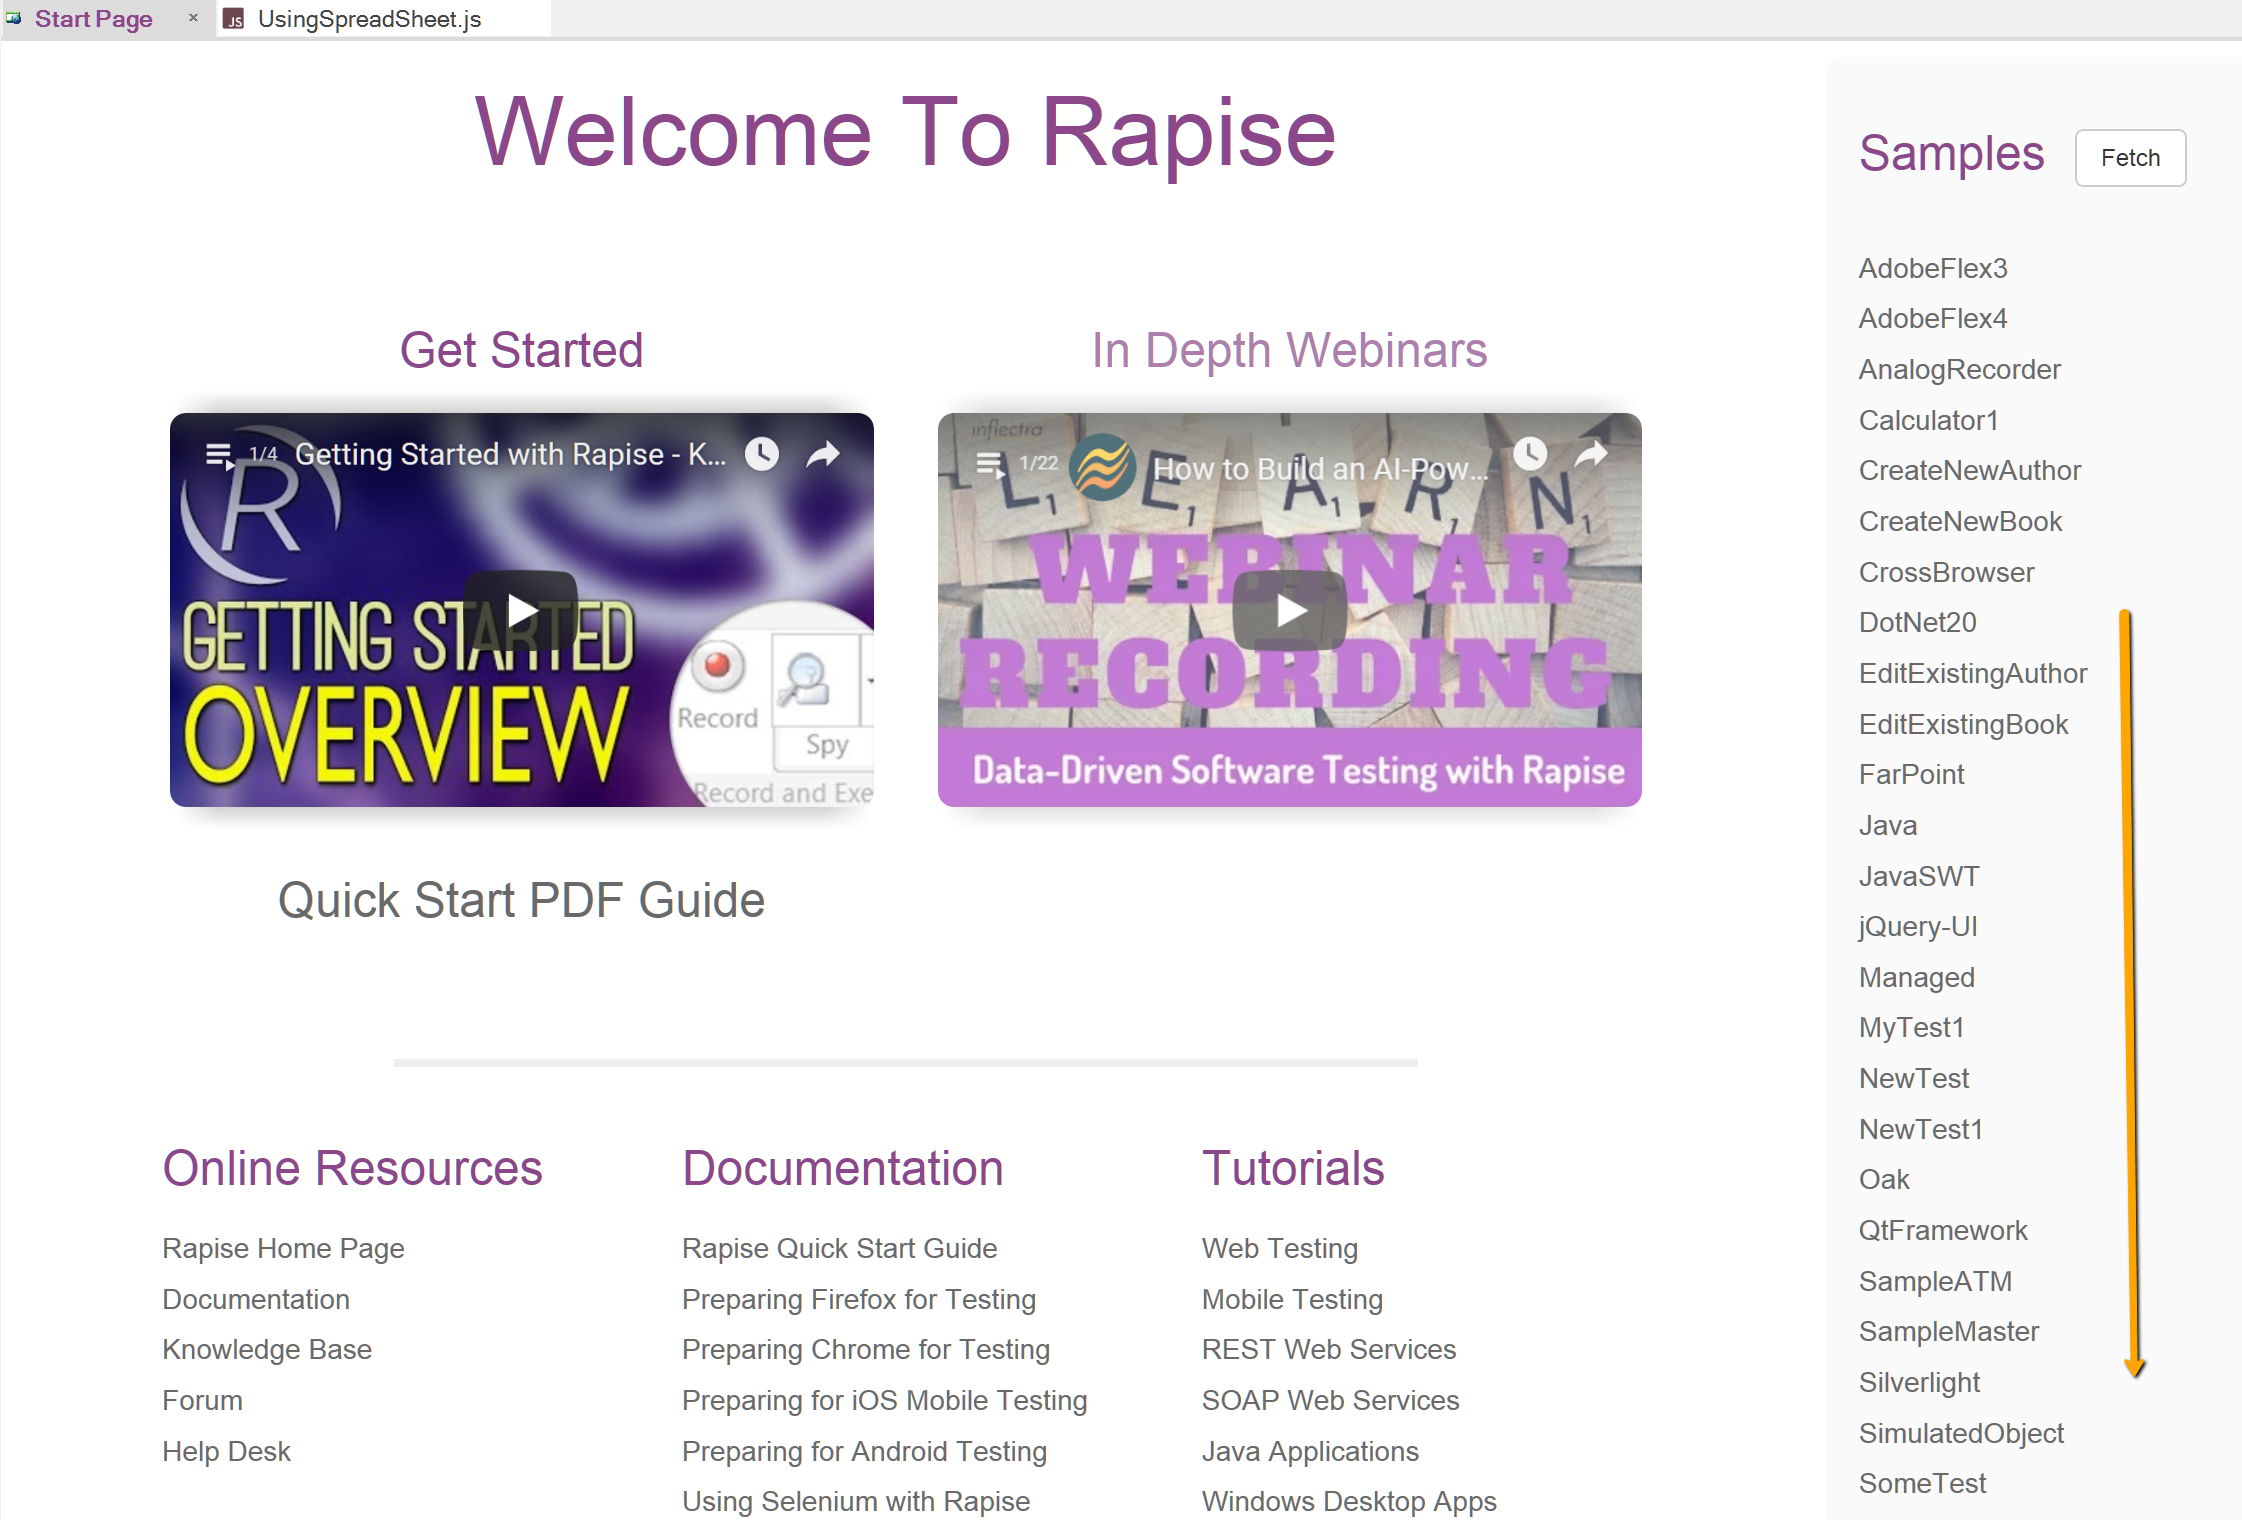 Start Page
UsingSpreadSheet.js
Welcome To Rapise
Get Started
1/4 Getting Started with Rapise - K...
R
GETTING STARTED
OVERVIEW
Record
Spy
Record and Exe
Quick Start PDF Guide
In Depth Webinars
inflectra
1/22 How to Build an AI-Pow...
L1 E1 A1 R1 N1
WEBINAR
RECORDING
Data-Driven Software Testing with Rapise
Online Resources
Rapise Home Page
Documentation
Knowledge Base
Forum
Help Desk
Documentation
Rapise Quick Start Guide
Preparing Firefox for Testing
Preparing Chrome for Testing
Preparing for iOS Mobile Testing
Preparing for Android Testing
Using Selenium with Rapise
Tutorials
Web Testing
Mobile Testing
REST Web Services
SOAP Web Services
Java Applications
Windows Desktop Apps
Samples
Fetch
AdobeFlex3
AdobeFlex4
AnalogRecorder
Calculator1
CreateNewAuthor
CreateNewBook
CrossBrowser
DotNet20
EditExistingAuthor
EditExistingBook
FarPoint
Java
JavaSWT
jQuery-UI
Managed
MyTest1
NewTest
NewTest1
Oak
QtFramework
SampleATM
SampleMaster
Silverlight
SimulatedObject
SomeTest